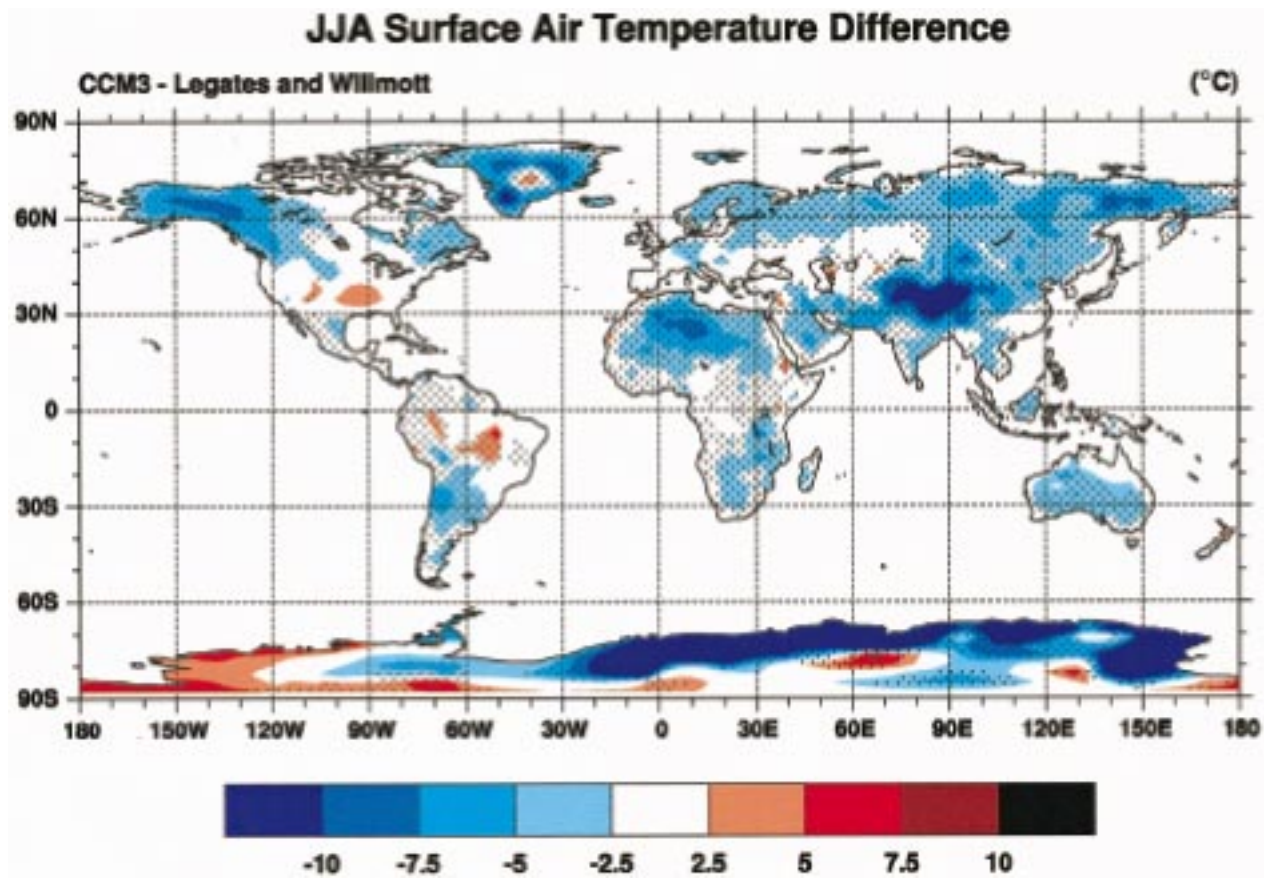 JJA Surface Air Temperature Difference
CCM3 - Legates and Willmott (°C)
90N
60N
30N
0
30S
60S
90S
180 150W 120W 90W 60W 30W 0 30E 60E 90E 120E 150E 180
-10 -7.5 -5 -2.5 2.5 5 7.5 10